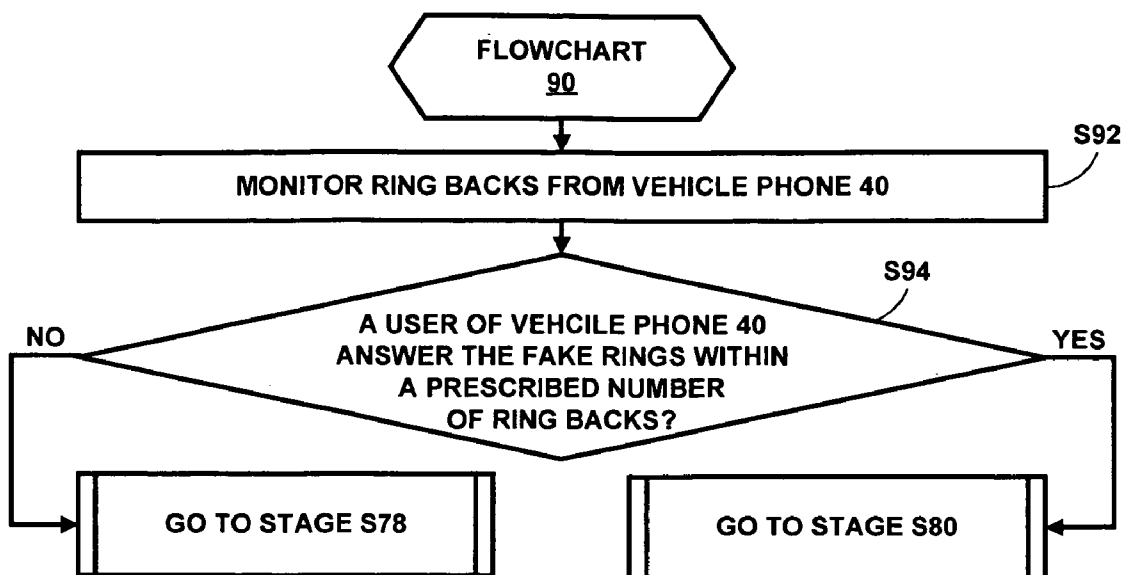 FLOWCHART
90
S92
MONITOR RING BACKS FROM VEHICLE PHONE 40
S94
NO
A USER OF VEHCILE PHONE 40
ANSWER THE FAKE RINGS WITHIN
A PRESCRIBED NUMBER
OF RING BACKS?
YES
GO TO STAGE S78
GO TO STAGE S80